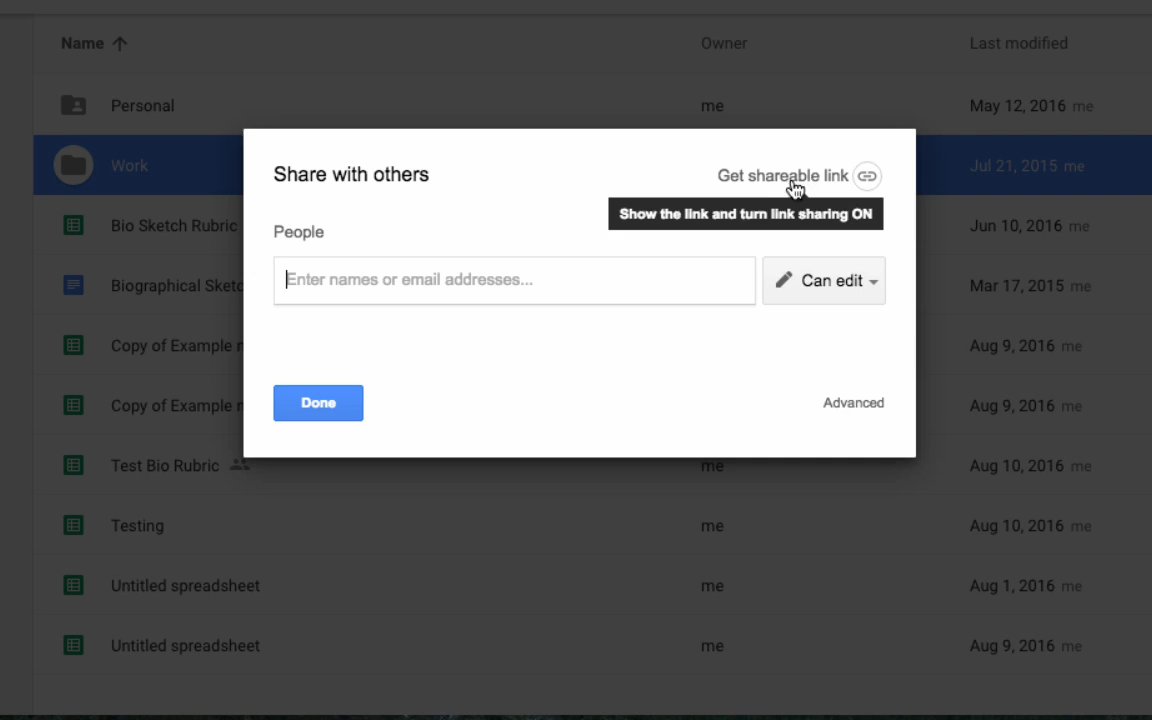 Name Owner Last modified
Personal me May 12, 2016 me
Work Jul 21, 2015 me
Share with others Get shareable link
Show the link and turn link sharing ON
People
Bio Sketch Rubric Jun 10, 2016 me
Enter names or email addresses... Can edit
Biographical Sketc Mar 17, 2015 me
Copy of Example Aug 9, 2016 me
Done Advanced
Copy of Example Aug 9, 2016 me
Test Bio Rubric me Aug 10, 2016 me
Testing me Aug 10, 2016 me
Untitled spreadsheet me Aug 1, 2016 me
Untitled spreadsheet me Aug 9, 2016 me